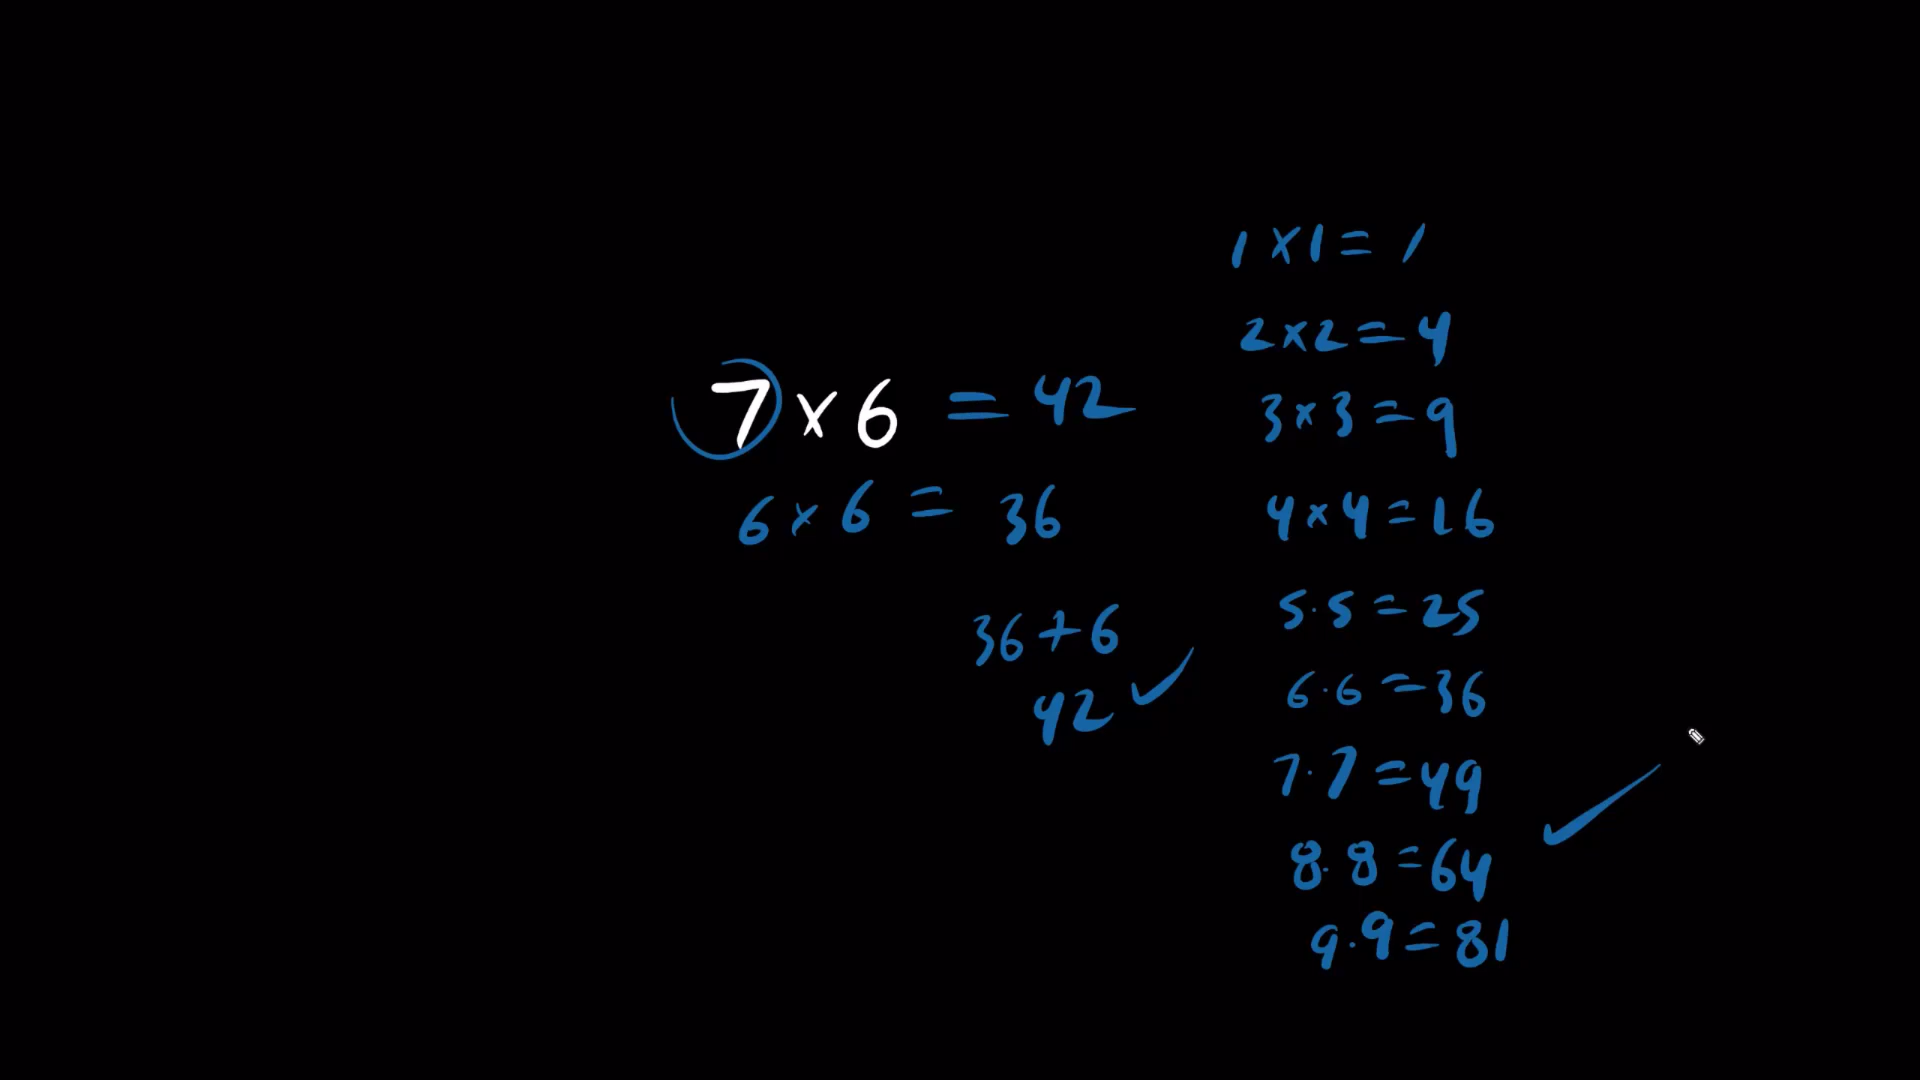 7 x 6 = 42
6 x 6 = 36
36 + 6
42 ✓
1 x 1 = 1
2 x 2 = 4
3 x 3 = 9
4 x 4 = 16
5 · 5 = 25
6 · 6 = 36
7 · 7 = 49
8 · 8 = 64
9 · 9 = 81